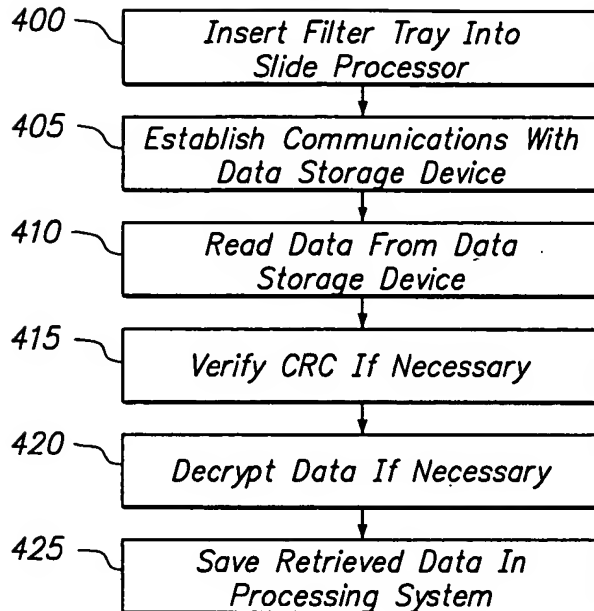 400
Insert Filter Tray Into
Slide Processor
405
Establish Communications With
Data Storage Device
410
Read Data From Data
Storage Device
415
Verify CRC If Necessary
420
Decrypt Data If Necessary
425
Save Retrieved Data In
Processing System